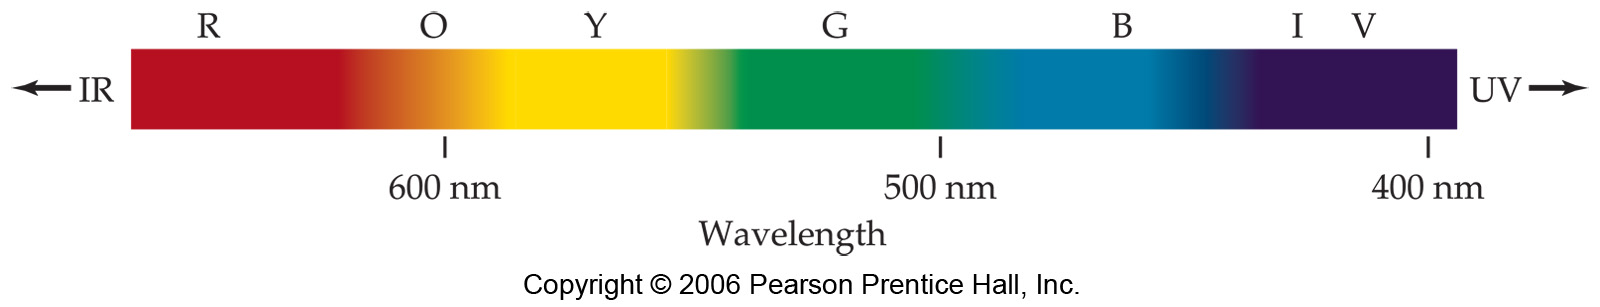 R O Y G B I V
IR UV
600 nm 500 nm 400 nm
Wavelength
Copyright © 2006 Pearson Prentice Hall, Inc.